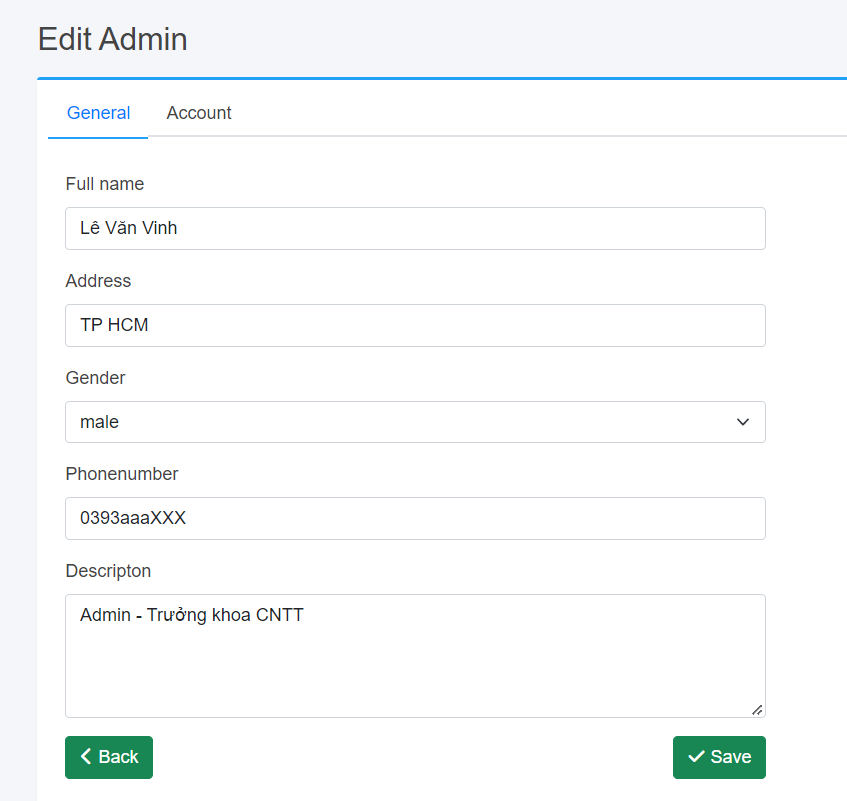 Edit Admin
General Account
Full name
Lê Văn Vinh
Address
TP HCM
Gender
male
Phonenumber
0393aaaXXX
Descripton
Admin - Trưởng khoa CNTT
Back Save